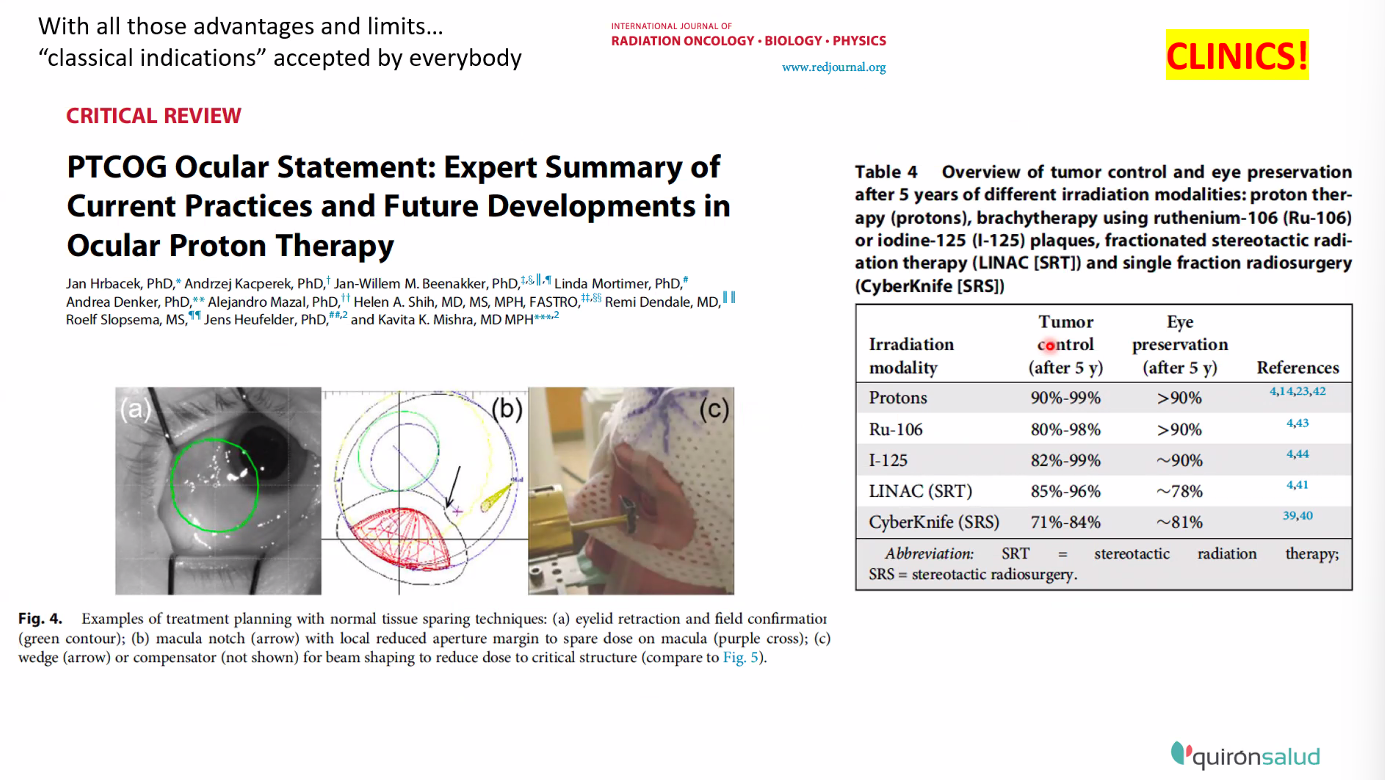 With all those advantages and limits…
“classical indications” accepted by everybody
INTERNATIONAL JOURNAL OF
RADIATION ONCOLOGY • BIOLOGY • PHYSICS
www.redjournal.org
CLINICS!
CRITICAL REVIEW
PTCOG Ocular Statement: Expert Summary of
Current Practices and Future Developments in
Ocular Proton Therapy
Jan Hrbacek, PhD,* Andrzej Kacperek, PhD,† Jan-Willem M. Beenakker, PhD,‡,§,‖,¶ Linda Mortimer, PhD,#
Andrea Denker, PhD,** Alejandro Mazal, PhD,†† Helen A. Shih, MD, MS, MPH, FASTRO,‡‡,§§ Remi Dendale, MD,‖‖
Roelf Slopsema, MS,¶¶ Jens Heufelder, PhD,##,2 and Kavita K. Mishra, MD MPH***,2
(a)
(b)
(c)
Fig. 4. Examples of treatment planning with normal tissue sparing techniques: (a) eyelid retraction and field confirmation
(green contour); (b) macula notch (arrow) with local reduced aperture margin to spare dose on macula (purple cross); (c)
wedge (arrow) or compensator (not shown) for beam shaping to reduce dose to critical structure (compare to Fig. 5).
Table 4 Overview of tumor control and eye preservation
after 5 years of different irradiation modalities: proton ther-
apy (protons), brachytherapy using ruthenium-106 (Ru-106)
or iodine-125 (I-125) plaques, fractionated stereotactic radi-
ation therapy (LINAC [SRT]) and single fraction radiosurgery
(CyberKnife [SRS])
Irradiation modality Tumor control (after 5 y) Eye preservation (after 5 y) References
Protons 90%-99% >90% 4,14,23,42
Ru-106 80%-98% >90% 4,43
I-125 82%-99% ~90% 4,44
LINAC (SRT) 85%-96% ~78% 4,41
CyberKnife (SRS) 71%-84% ~81% 39,40
Abbreviation: SRT = stereotactic radiation therapy;
SRS = stereotactic radiosurgery.
quirónsalud